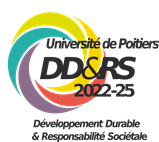 Université de Poitiers
DD&RS
2022-25
Développement Durable
& Responsabilité Sociétale